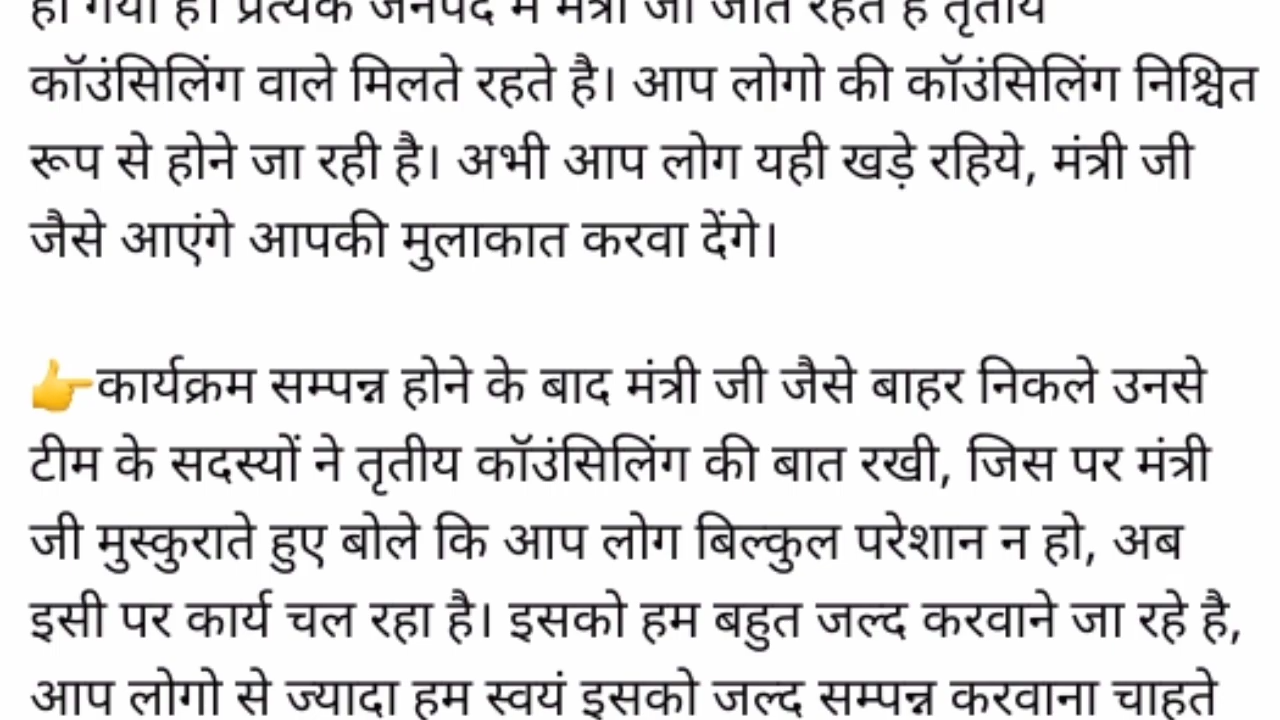 हो गया है। प्रत्येक जनपद में मंत्री जी जाते रहते है तृतीय
कॉउंसिलिंग वाले मिलते रहते है। आप लोगो की कॉउंसिलिंग निश्चित
रूप से होने जा रही है। अभी आप लोग यही खड़े रहिये, मंत्री जी
जैसे आएंगे आपकी मुलाकात करवा देंगे।
👉कार्यक्रम सम्पन्न होने के बाद मंत्री जी जैसे बाहर निकले उनसे
टीम के सदस्यों ने तृतीय कॉउंसिलिंग की बात रखी, जिस पर मंत्री
जी मुस्कुराते हुए बोले कि आप लोग बिल्कुल परेशान न हो, अब
इसी पर कार्य चल रहा है। इसको हम बहुत जल्द करवाने जा रहे है,
आप लोगो से ज्यादा हम स्वयं इसको जल्द सम्पन्न करवाना चाहते